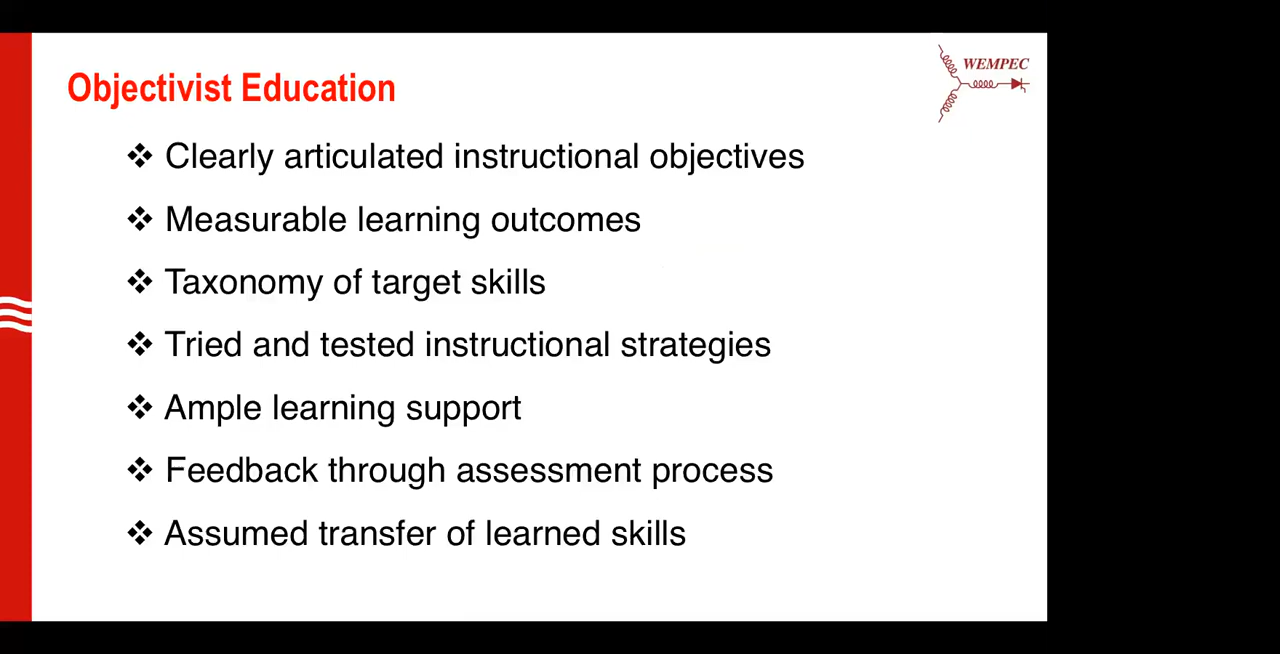 WEMPEC
Objectivist Education
❖ Clearly articulated instructional objectives
❖ Measurable learning outcomes
❖ Taxonomy of target skills
❖ Tried and tested instructional strategies
❖ Ample learning support
❖ Feedback through assessment process
❖ Assumed transfer of learned skills